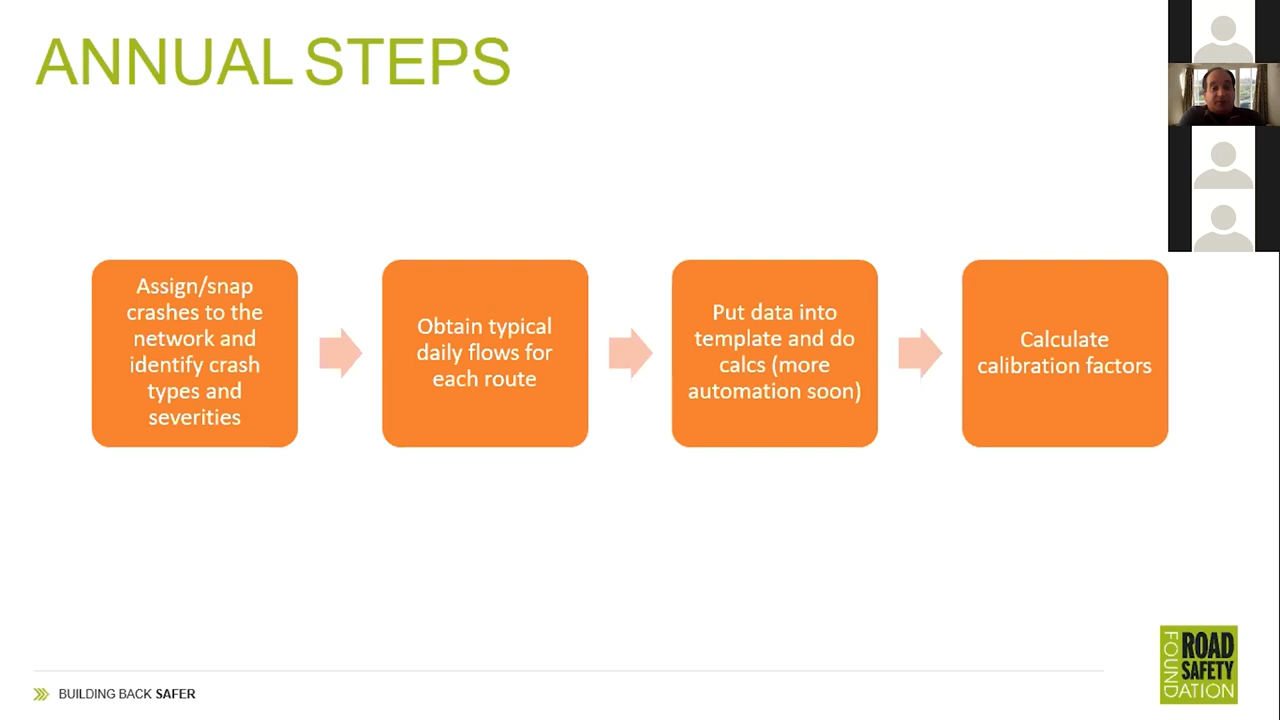 ANNUAL STEPS
Assign/snap
crashes to the
network and
identify crash
types and
severities
Obtain typical
daily flows for
each route
Put data into
template and do
calcs (more
automation soon)
Calculate
calibration factors
BUILDING BACK SAFER
ROAD
SAFETY
FOUNDATION